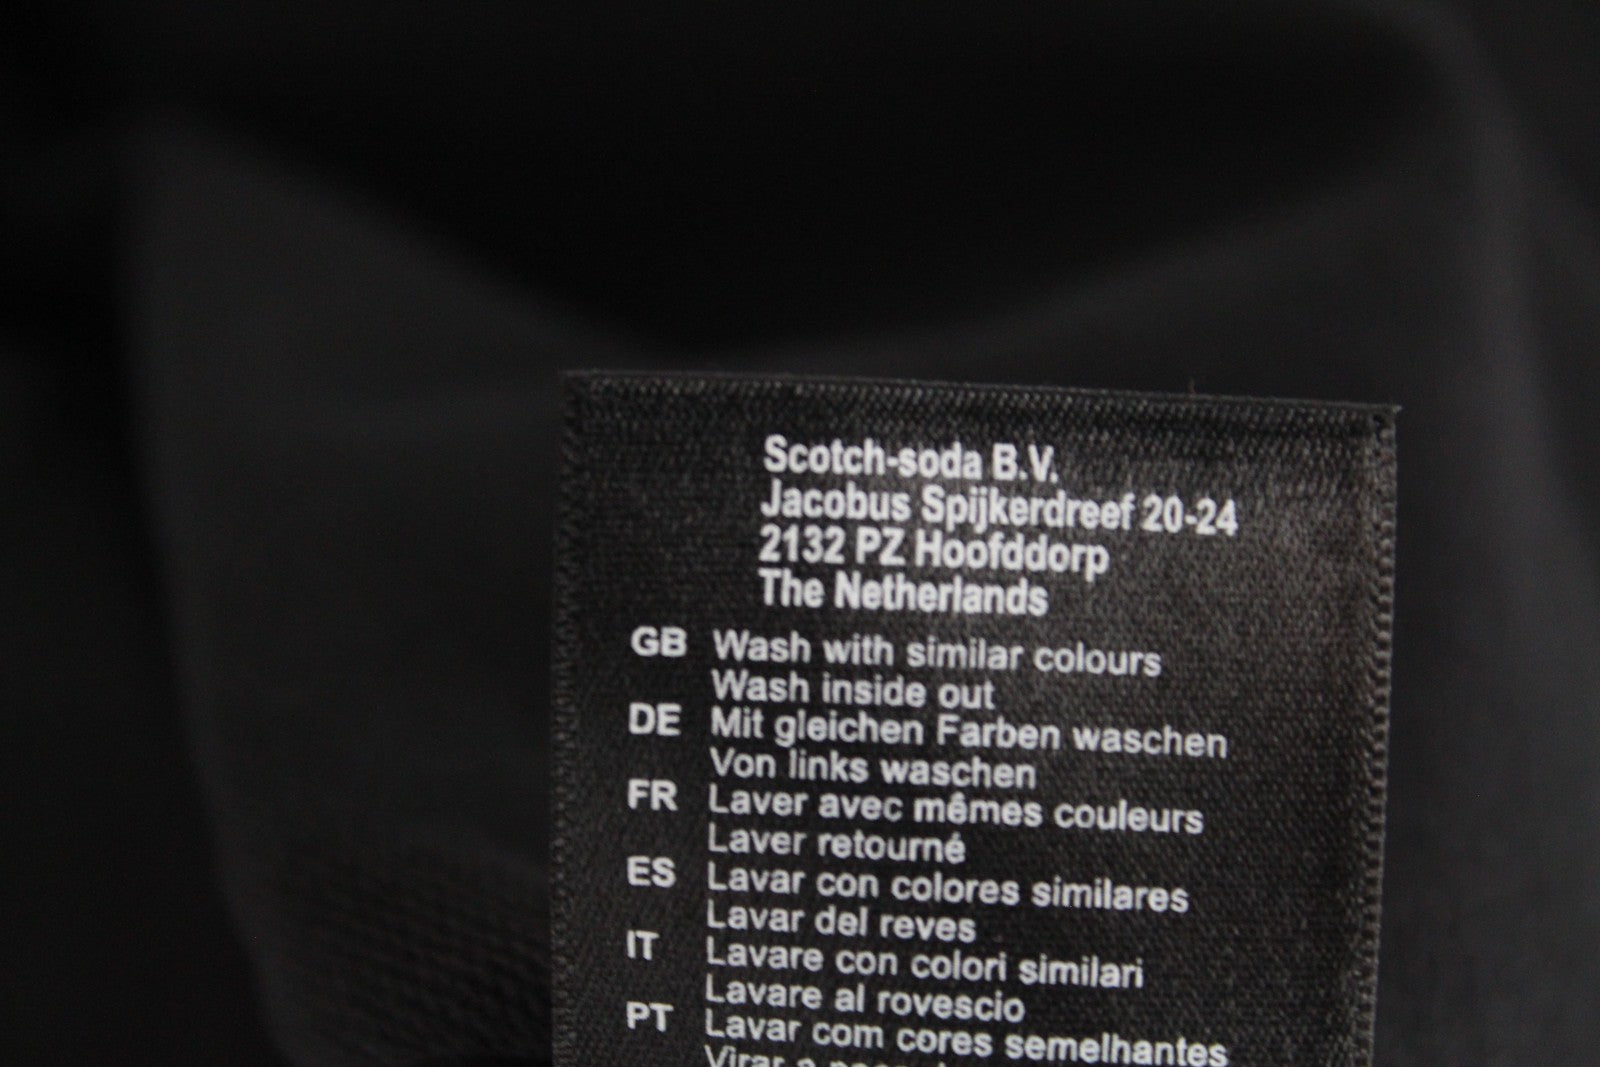 Scotch-soda B.V.
Jacobus Spijkerdreef 20-24
2132 PZ Hoofddorp
The Netherlands
GB Wash with similar colours
Wash inside out
DE Mit gleichen Farben waschen
Von links waschen
FR Laver avec mêmes couleurs
Laver retourné
ES Lavar con colores similares
Lavar del reves
IT Lavare con colori similari
Lavare al rovescio
PT Lavar com cores semelhantes
Virar a